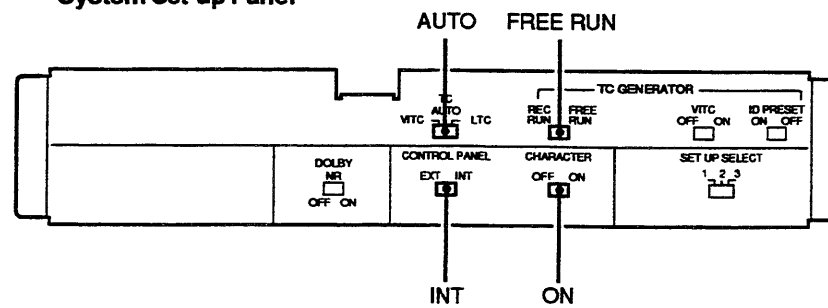 System Set-up Panel
AUTO FREE RUN
TC GENERATOR
TC
AUTO
VITC LTC
REC RUN FREE RUN
VITC
OFF ON
ID PRESET
ON OFF
DOLBY
NR
OFF ON
CONTROL PANEL
EXT INT
CHARACTER
OFF ON
SET UP SELECT
1 2 3
INT ON